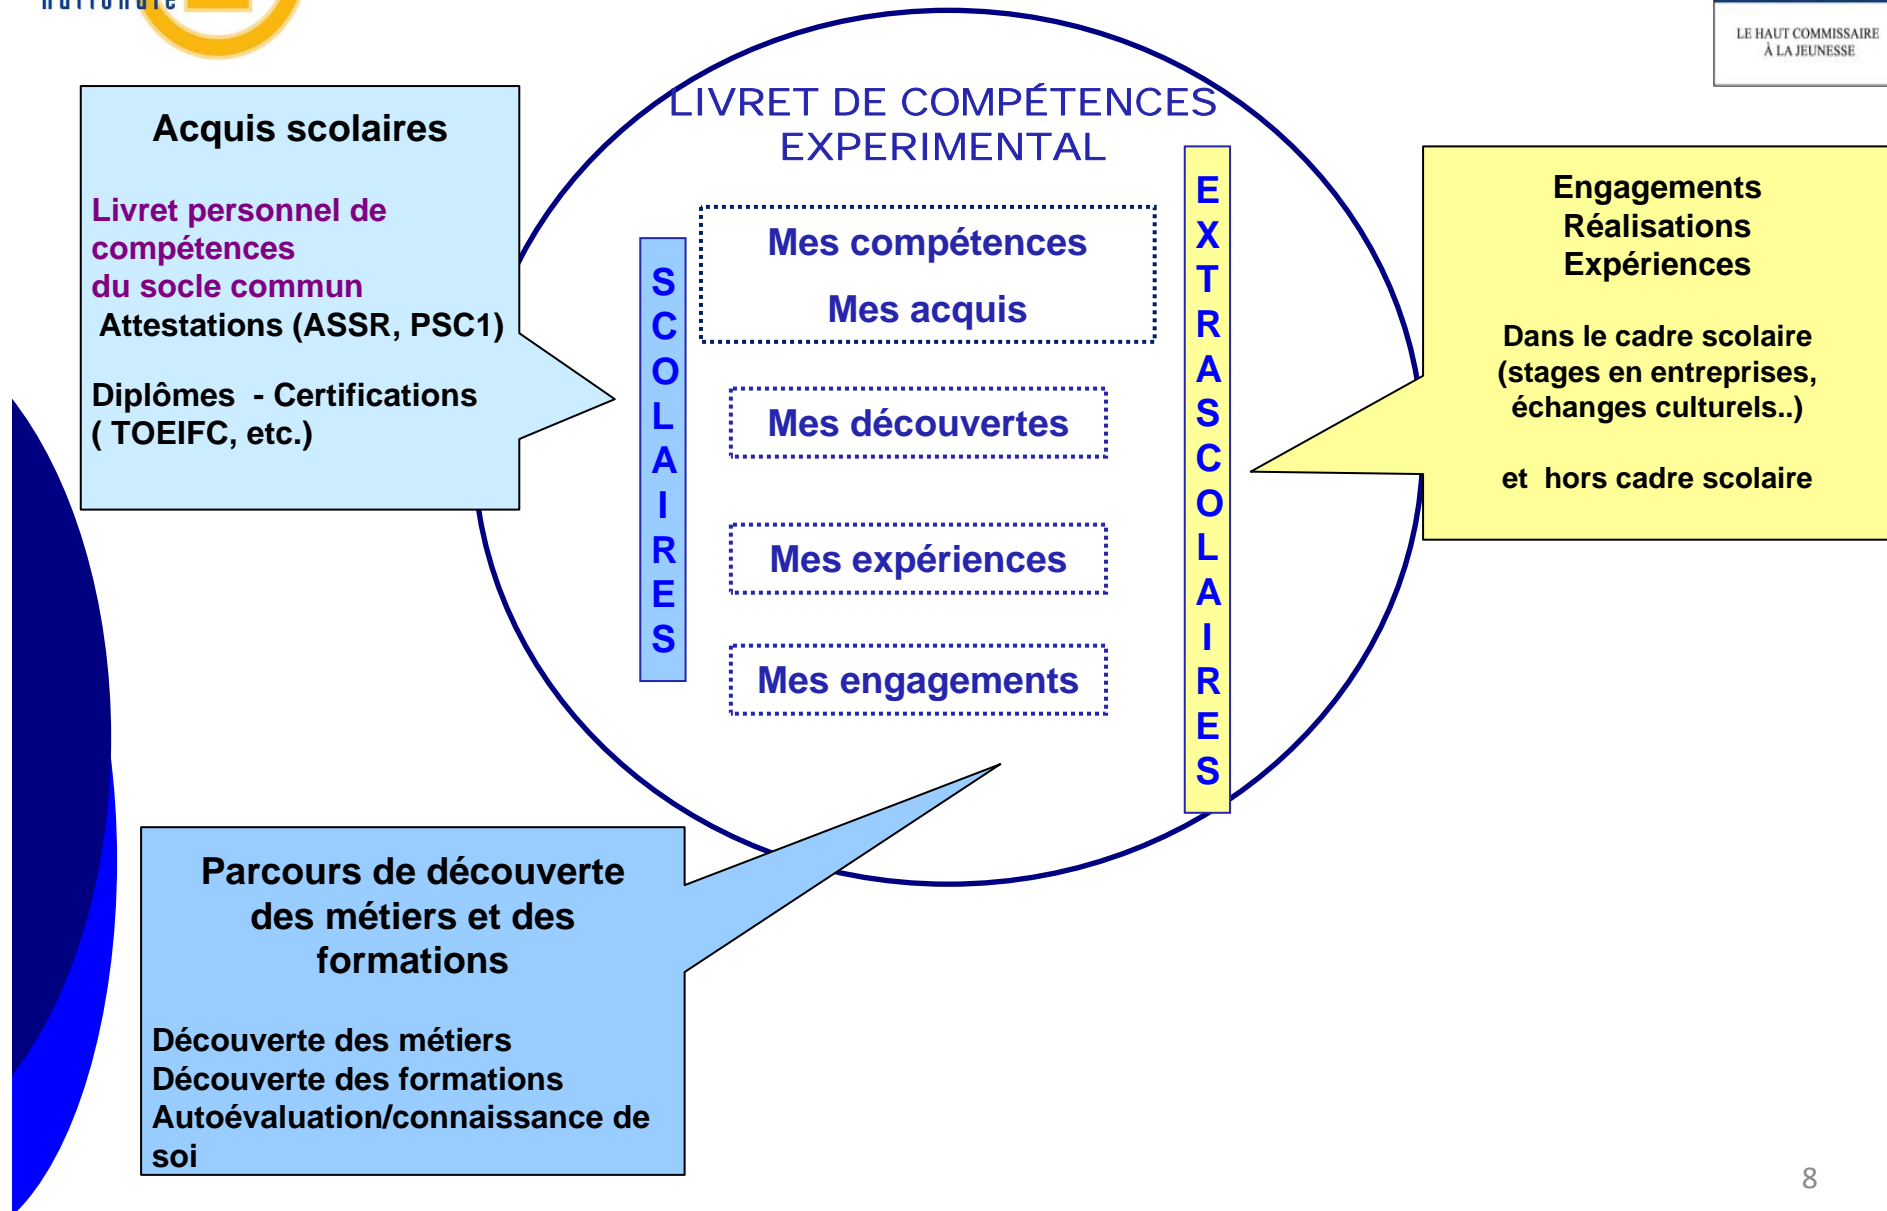 nationale
LE HAUT COMMISSAIRE
À LA JEUNESSE
LIVRET DE COMPÉTENCES
EXPERIMENTAL
Acquis scolaires
Livret personnel de
compétences
du socle commun
Attestations (ASSR, PSC1)
Diplômes - Certifications
( TOEIFC, etc.)
SCOLAIRES
Mes compétences
Mes acquis
Mes découvertes
Mes expériences
Mes engagements
EXTRASCOLAIRES
Engagements
Réalisations
Expériences
Dans le cadre scolaire
(stages en entreprises,
échanges culturels..)
et hors cadre scolaire
Parcours de découverte
des métiers et des
formations
Découverte des métiers
Découverte des formations
Autoévaluation/connaissance de
soi
8